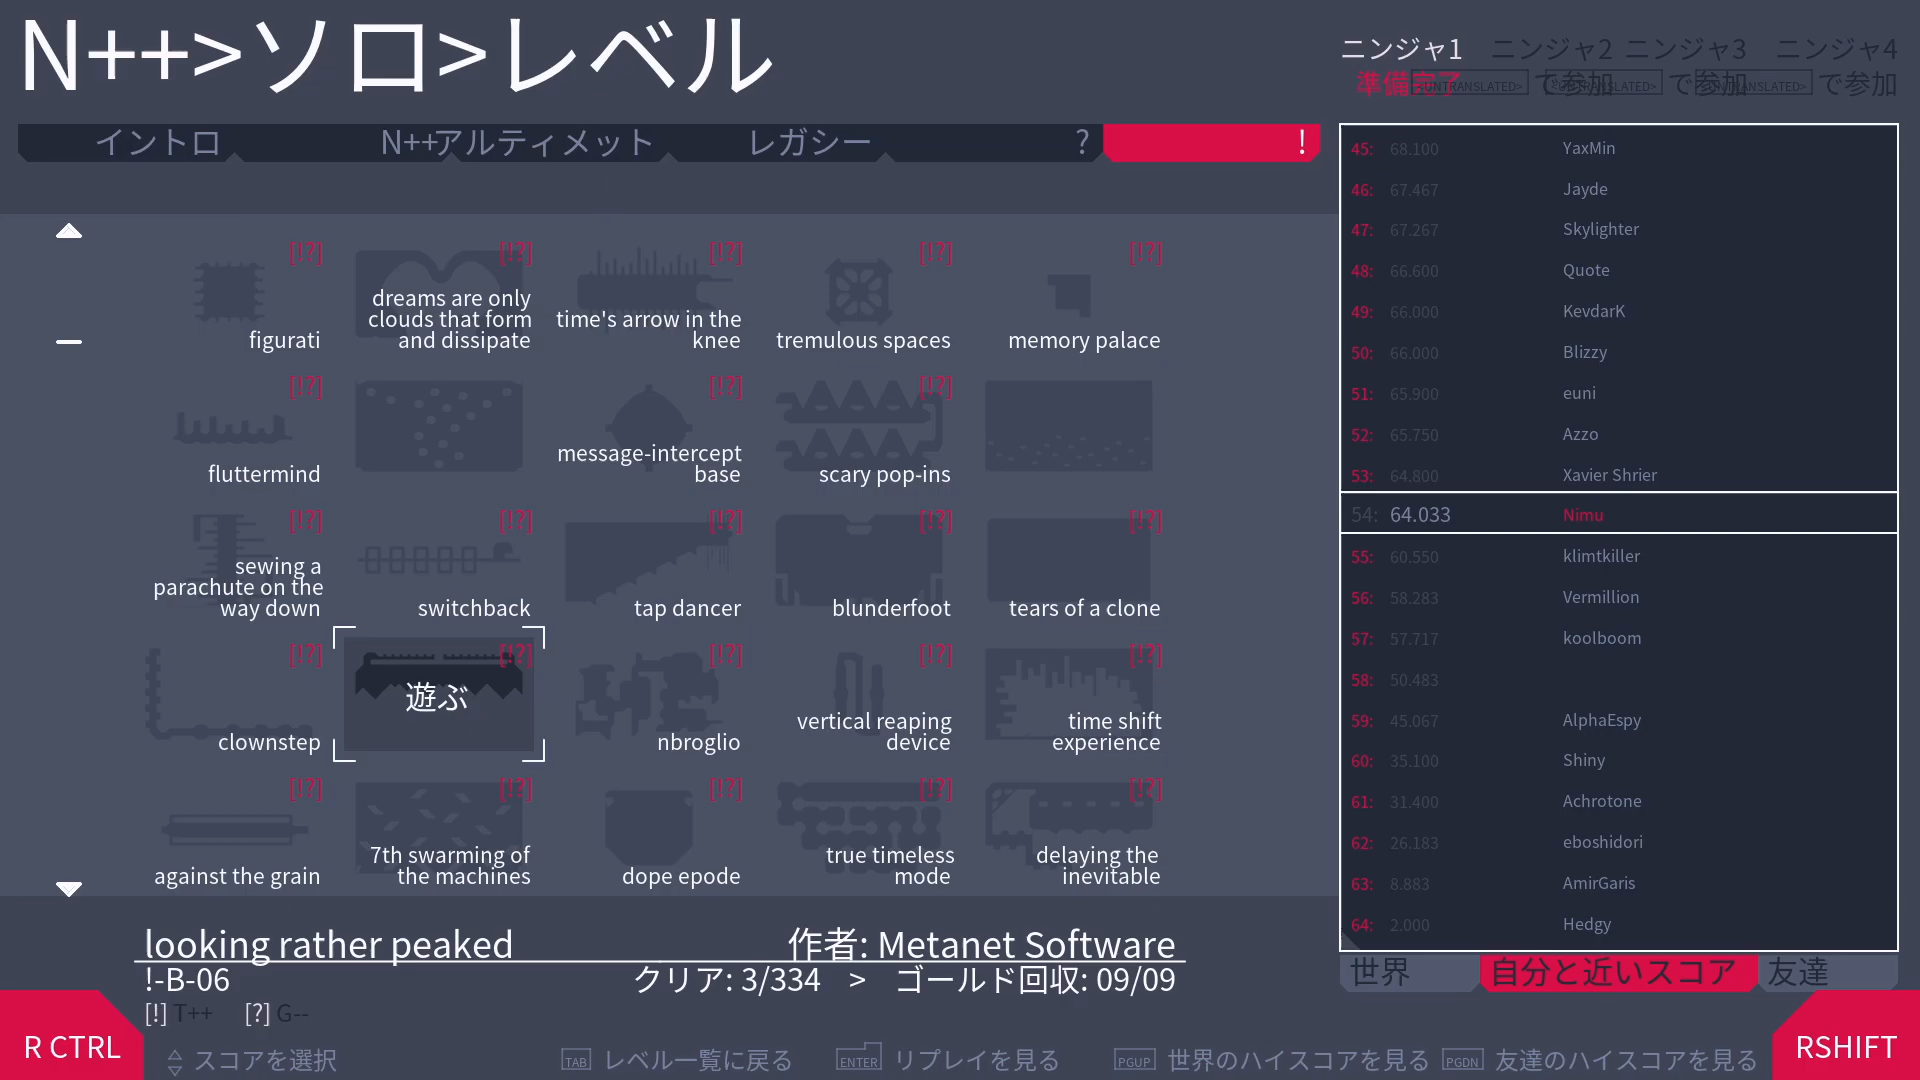 N++>ソロ>レベル
ニンジャ1 ニンジャ2 ニンジャ3 ニンジャ4
準備完了 <UNTRANSLATED> で参加 <UNTRANSLATED> で参加 <UNTRANSLATED> で参加
イントロ N++アルティメット レガシー ? !
[!?] [!?] [!?] [!?] [!?]
figurati
dreams are only
clouds that form
and dissipate
time's arrow in the
knee
tremulous spaces
memory palace
[!?] [!?] [!?]
fluttermind
message-intercept
base
scary pop-ins
[!?] [!?] [!?] [!?] [!?]
sewing a
parachute on the
way down
switchback
tap dancer
blunderfoot
tears of a clone
[!?] [!?] [!?] [!?] [!?]
clownstep
遊ぶ
nbroglio
vertical reaping
device
time shift
experience
[!?] [!?] [!?] [!?] [!?]
against the grain
7th swarming of
the machines
dope epode
true timeless
mode
delaying the
inevitable
45: 68.100 YaxMin
46: 67.467 Jayde
47: 67.267 Skylighter
48: 66.600 Quote
49: 66.000 KevdarK
50: 66.000 Blizzy
51: 65.900 euni
52: 65.750 Azzo
53: 64.800 Xavier Shrier
54: 64.033 Nimu
55: 60.550 klimtkiller
56: 58.283 Vermillion
57: 57.717 koolboom
58: 50.483
59: 45.067 AlphaEspy
60: 35.100 Shiny
61: 31.400 Achrotone
62: 26.183 eboshidori
63: 8.883 AmirGaris
64: 2.000 Hedgy
世界 自分と近いスコア 友達
looking rather peaked 作者: Metanet Software
!-B-06 クリア: 3/334 > ゴールド回収: 09/09
[!] T++ [?] G--
R CTRL スコアを選択 TAB レベル一覧に戻る ENTER リプレイを見る PGUP 世界のハイスコアを見る PGDN 友達のハイスコアを見る RSHIFT